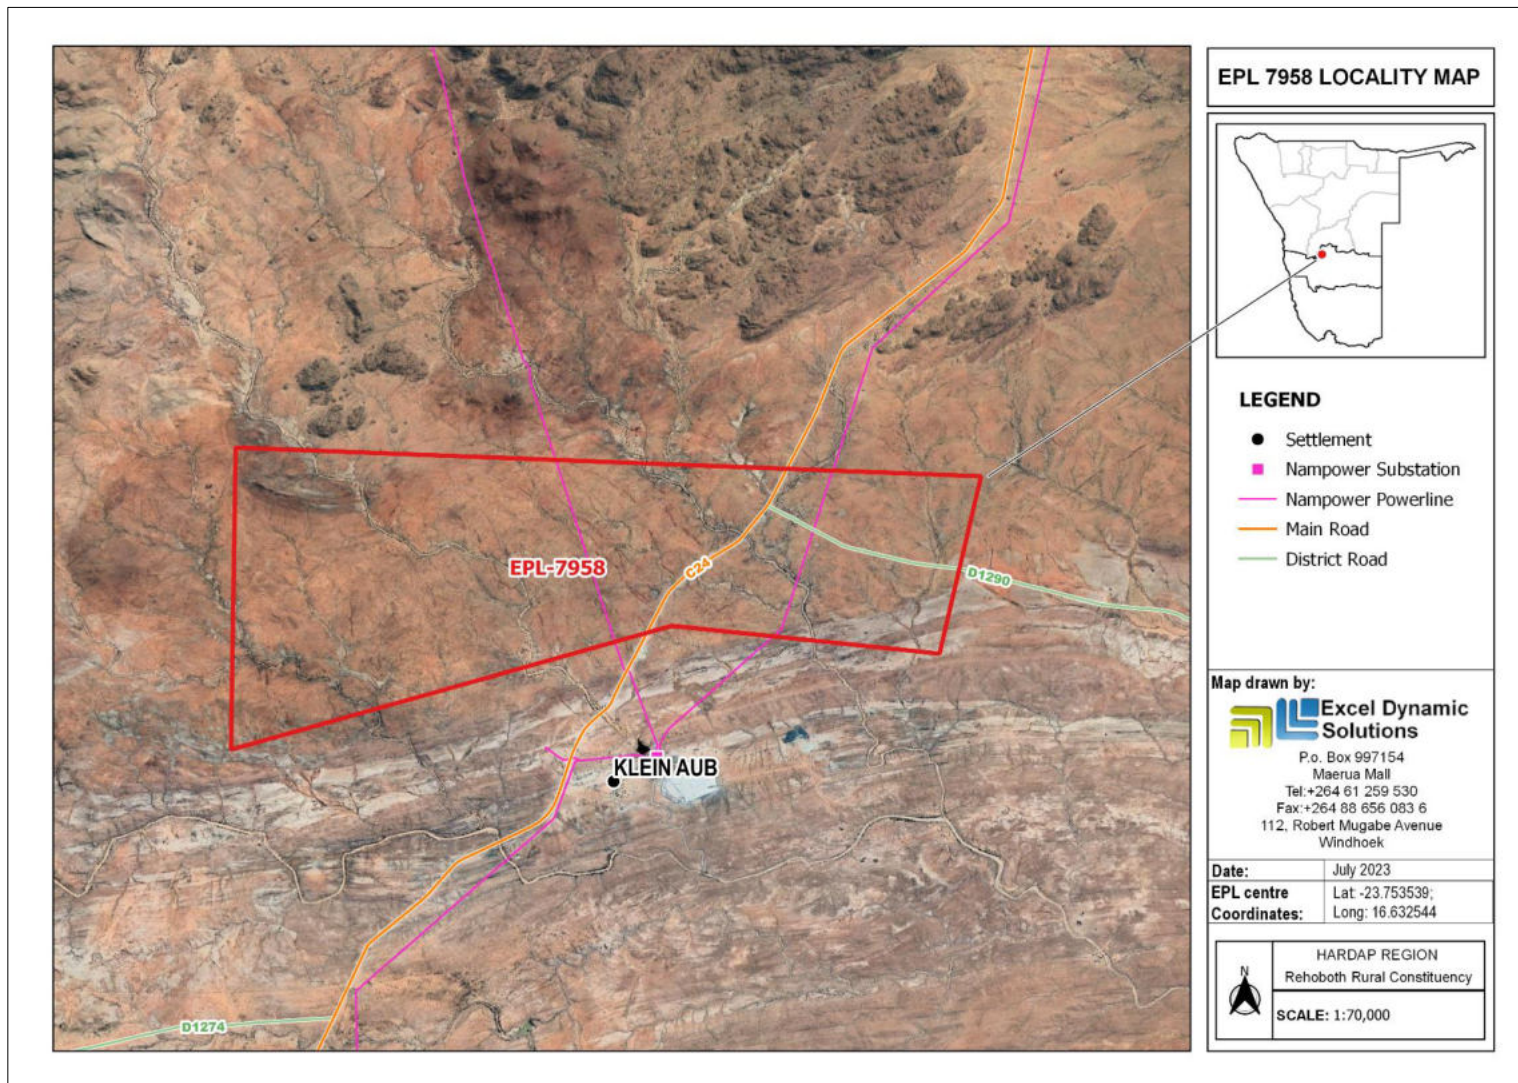 EPL 7958 LOCALITY MAP
N
LEGEND
Settlement
Nampower Substation
Nampower Powerline
Main Road
District Road
EPL-7958
C24
D1290
KLEIN AUB
D1274
Map drawn by:
Excel Dynamic
Solutions
P.o. Box 997154
Maerua Mall
Tel:+264 61 259 530
Fax:+264 88 656 083 6
112, Robert Mugabe Avenue
Windhoek
Date: July 2023
EPL centre Lat: -23.753539;
Coordinates: Long: 16.632544
HARDAP REGION
Rehoboth Rural Constituency
SCALE: 1:70,000